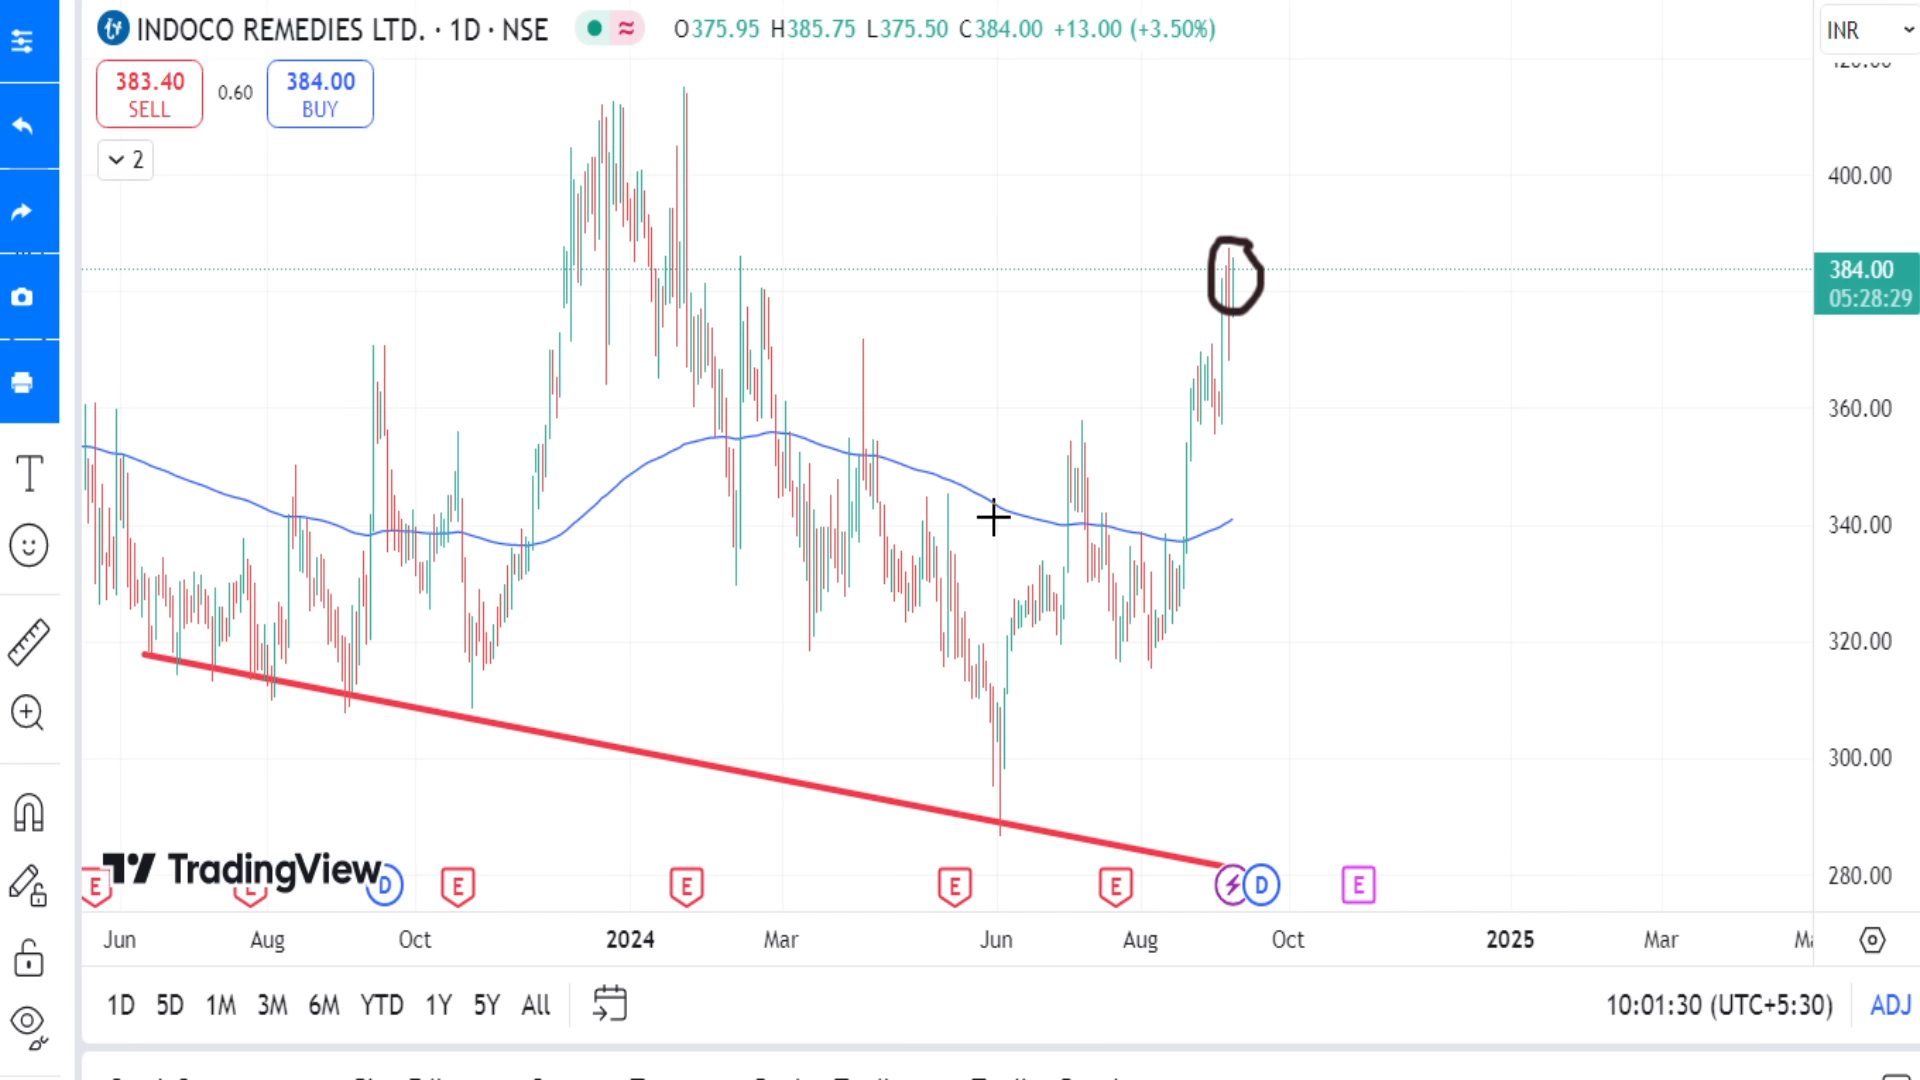 INDOCO REMEDIES LTD. · 1D · NSE
O375.95 H385.75 L375.50 C384.00 +13.00 (+3.50%)
INR
383.40
SELL
0.60
384.00
BUY
2
400.00
384.00
05:28:29
360.00
340.00
320.00
300.00
280.00
TradingView
E
D
E
E
E
E
D
E
Jun
Aug
Oct
2024
Mar
Jun
Aug
Oct
2025
Mar
1D 5D 1M 3M 6M YTD 1Y 5Y All
10:01:30 (UTC+5:30)
ADJ